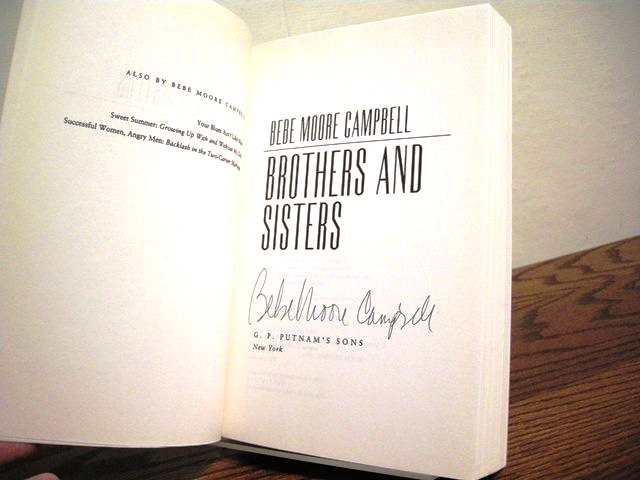 ALSO BY BEBE MOORE CAMPBELL
Your Blues Ain't Like Mine
Sweet Summer: Growing Up With and Without My
Successful Women, Angry Men: Backlash in the Two-Career Marriage
BEBE MOORE CAMPBELL
BROTHERS AND
SISTERS
Bebe Moore Campbell
G. P. PUTNAM'S SONS
New York